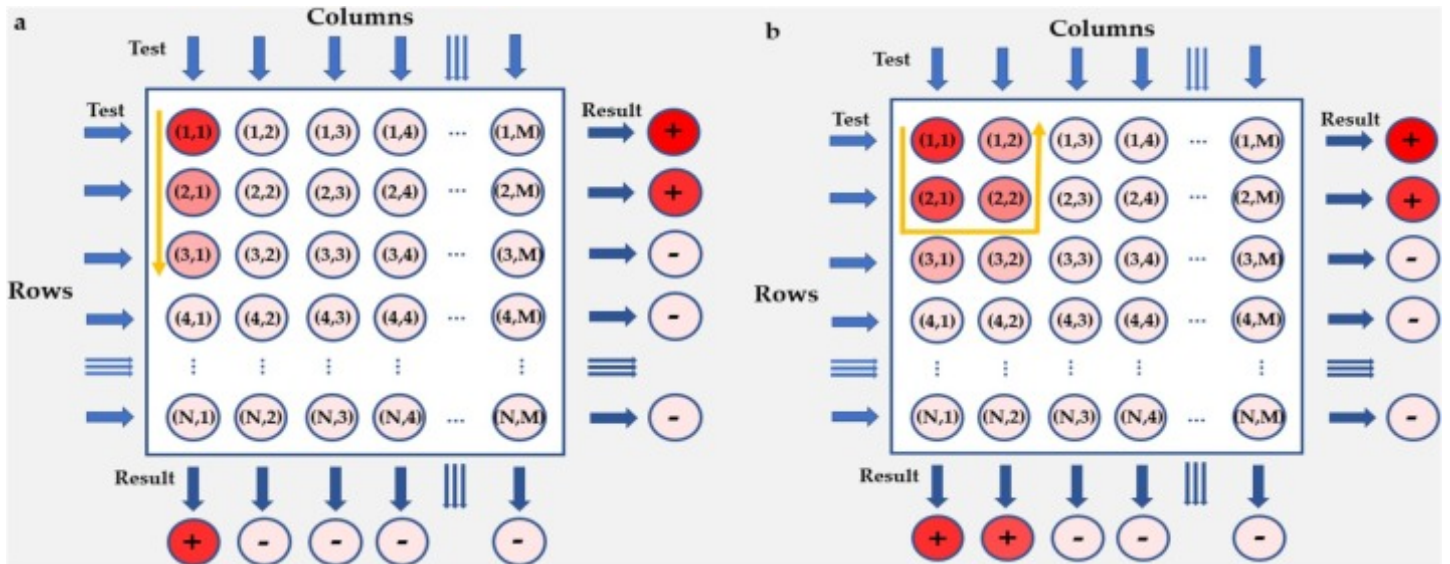 a
Columns
Test
Test
Result
(1,1) (1,2) (1,3) (1,4) ... (1,M) +
(2,1) (2,2) (2,3) (2,4) ... (2,M) +
(3,1) (3,2) (3,3) (3,4) ... (3,M) -
Rows
(4,1) (4,2) (4,3) (4,4) ... (4,M) -
(N,1) (N,2) (N,3) (N,4) ... (N,M) -
Result
+ - - - -
b
Columns
Test
Test
Result
(1,1) (1,2) (1,3) (1,4) ... (1,M) +
(2,1) (2,2) (2,3) (2,4) ... (2,M) +
(3,1) (3,2) (3,3) (3,4) ... (3,M) -
Rows
(4,1) (4,2) (4,3) (4,4) ... (4,M) -
(N,1) (N,2) (N,3) (N,4) ... (N,M) -
Result
+ + - - -